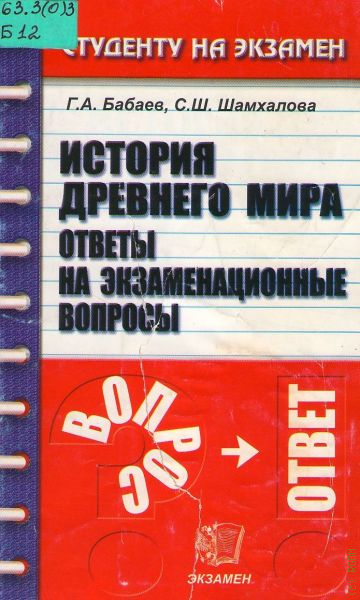 63.3(0)3
Б 12
СТУДЕНТУ НА ЭКЗАМЕН
Г.А. Бабаев, С.Ш. Шамхалова
ИСТОРИЯ
ДРЕВНЕГО МИРА
ОТВЕТЫ
НА ЭКЗАМЕНАЦИОННЫЕ
ВОПРОСЫ
ВОПРОС
ОТВЕТ
ЭКЗАМЕН